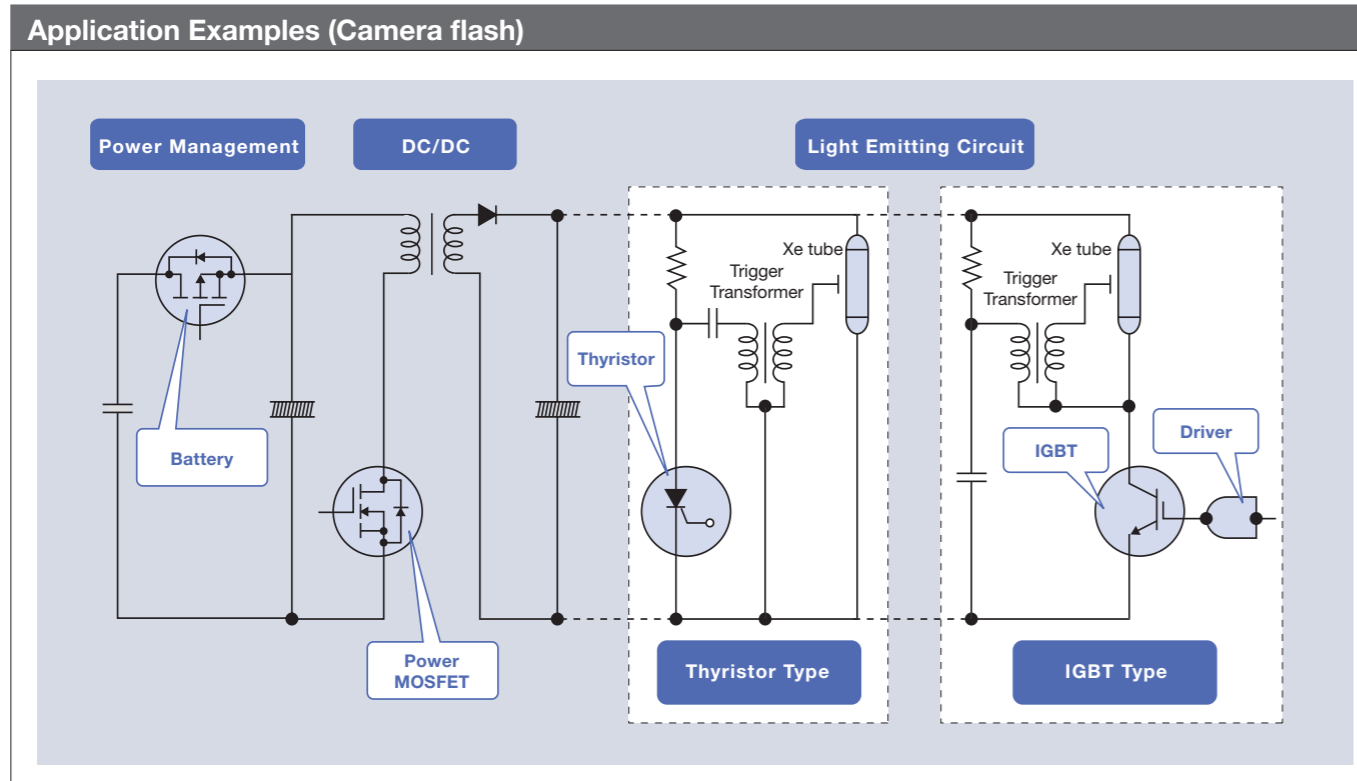 Application Examples (Camera flash)
Power Management
DC/DC
Light Emitting Circuit
Xe tube
Trigger
Transformer
Xe tube
Trigger
Transformer
Thyristor
Battery
IGBT
Driver
Power
MOSFET
Thyristor Type
IGBT Type